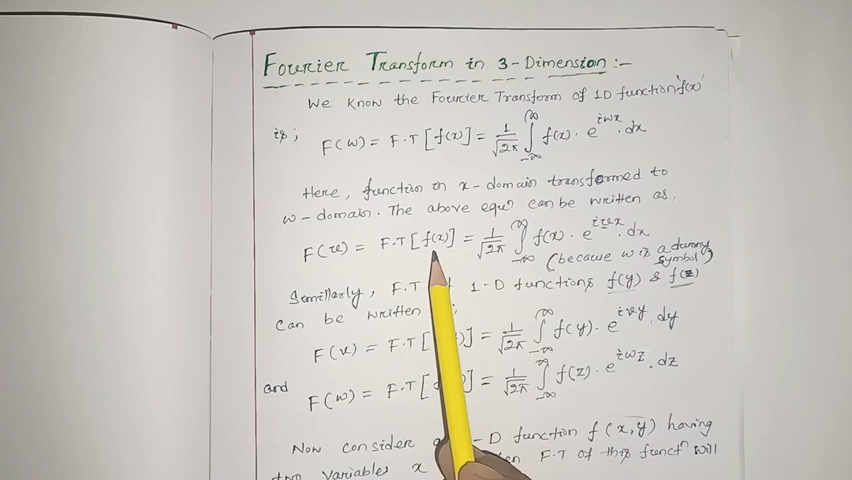 Fourier Transform in 3-Dimension:-
We know the Fourier Transform of 1D function 'f(x)'
is; F(w) = F.T [f(x)] = 1/√2π ∫_{-∞}^{∞} f(x) · e^{iwx} · dx
Here, function in x-domain transformed to
w-domain. The above equⁿ can be written as,
F(u) = F.T [f(x)] = 1/√2π ∫_{-∞}^{∞} f(x) · e^{iux} · dx
(because w is a dummy symbol)
Similarly, F.T 1-D functions f(y) & f(z)
can be written ;
F(v) = F.T [ ] = 1/√2π ∫_{-∞}^{∞} f(y) · e^{ivy} · dy
and F(w) = F.T [ ] = 1/√2π ∫_{-∞}^{∞} f(z) · e^{iwz} · dz
Now consider -D function f(x,y) having
two variables x F.T of this functⁿ will